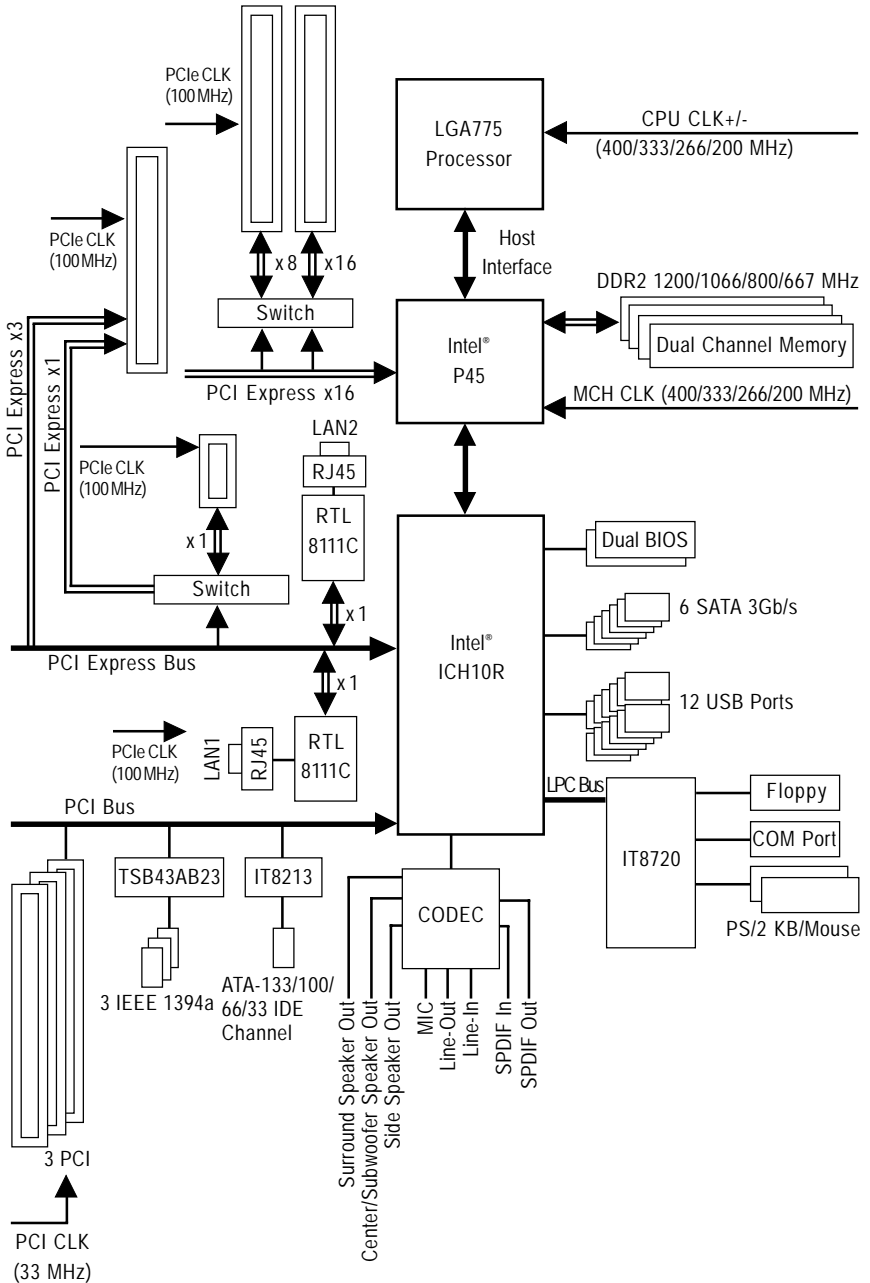 PCIe CLK
(100 MHz)
LGA775
Processor
CPU CLK+/-
(400/333/266/200 MHz)
PCIe CLK
(100 MHz)
x8
x16
Host
Interface
DDR2 1200/1066/800/667 MHz
Switch
Intel®
P45
Dual Channel Memory
PCI Express x3
PCI Express x1
PCI Express x16
MCH CLK (400/333/266/200 MHz)
LAN2
RJ45
PCIe CLK
(100 MHz)
RTL
8111C
x1
Switch
x1
Dual BIOS
6 SATA 3Gb/s
PCI Express Bus
Intel®
ICH10R
x1
12 USB Ports
PCIe CLK
(100 MHz)
LAN1
RJ45
RTL
8111C
LPC Bus
PCI Bus
Floppy
COM Port
IT8720
PS/2 KB/Mouse
TSB43AB23
IT8213
CODEC
3 IEEE 1394a
ATA-133/100/
66/33 IDE
Channel
Surround Speaker Out
Center/Subwoofer Speaker Out
Side Speaker Out
MIC
Line-Out
Line-In
SPDIF In
SPDIF Out
3 PCI
PCI CLK
(33 MHz)